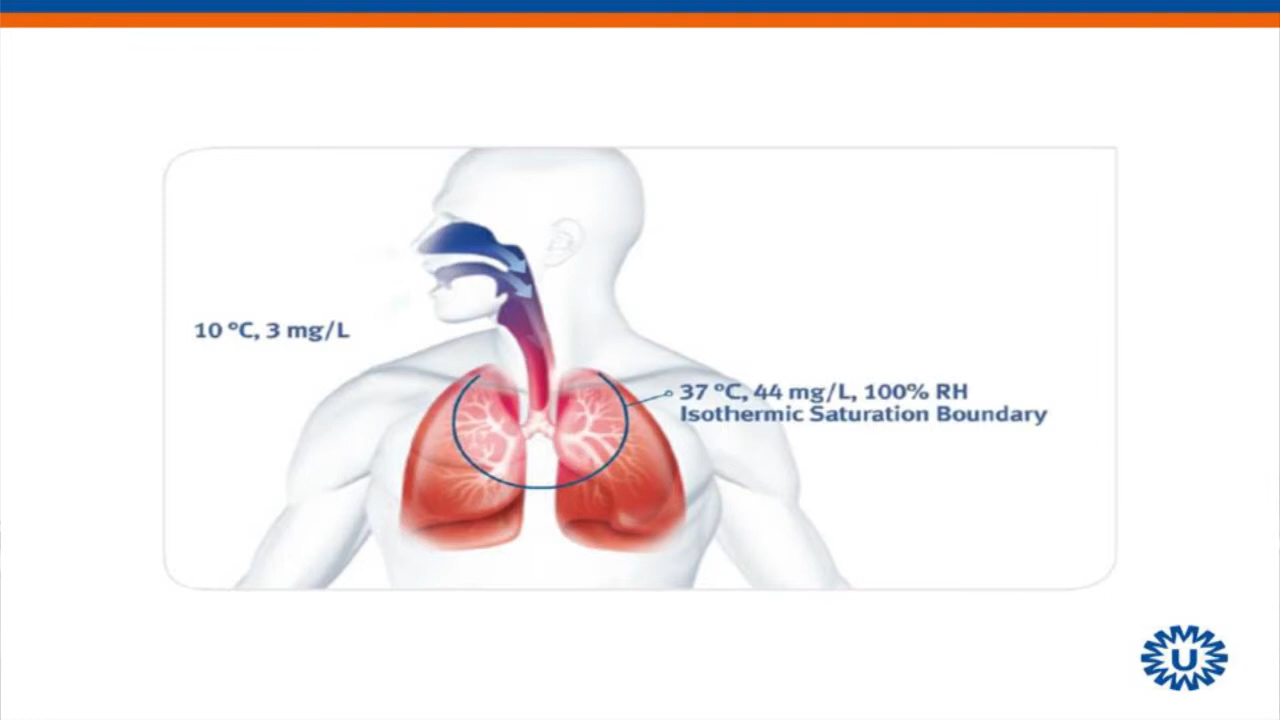 10 °C, 3 mg/L
37 °C, 44 mg/L, 100% RH
Isothermic Saturation Boundary
U